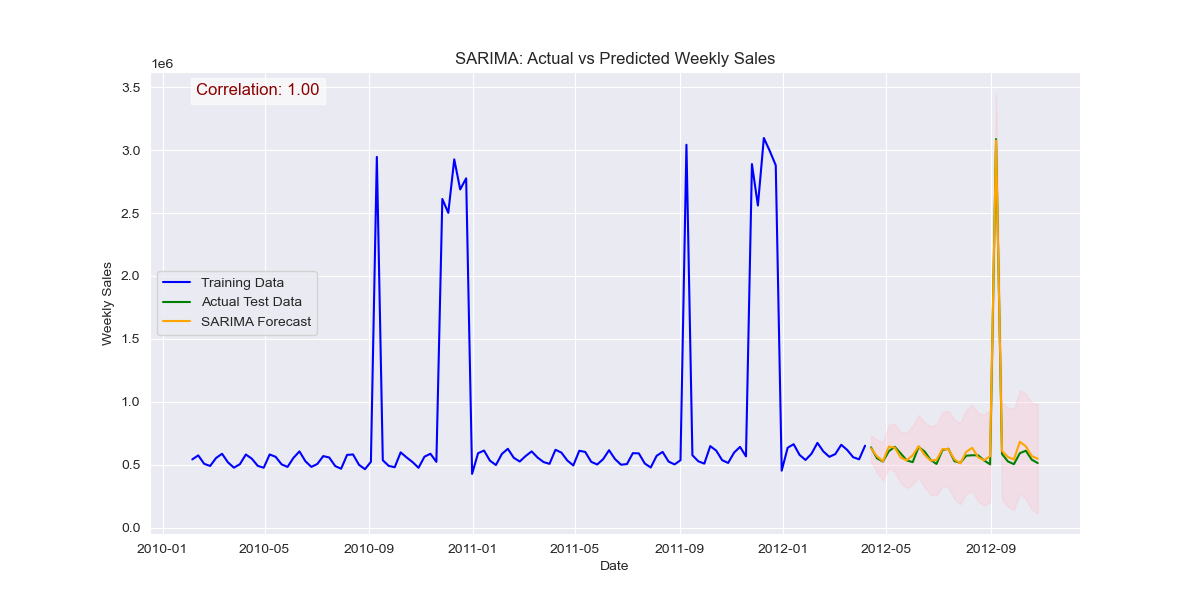 SARIMA: Actual vs Predicted Weekly Sales
1e6
Correlation: 1.00
3.5
3.0
2.5
2.0
1.5
1.0
0.5
0.0
Weekly Sales
Training Data
Actual Test Data
SARIMA Forecast
2010-01 2010-05 2010-09 2011-01 2011-05 2011-09 2012-01 2012-05 2012-09
Date